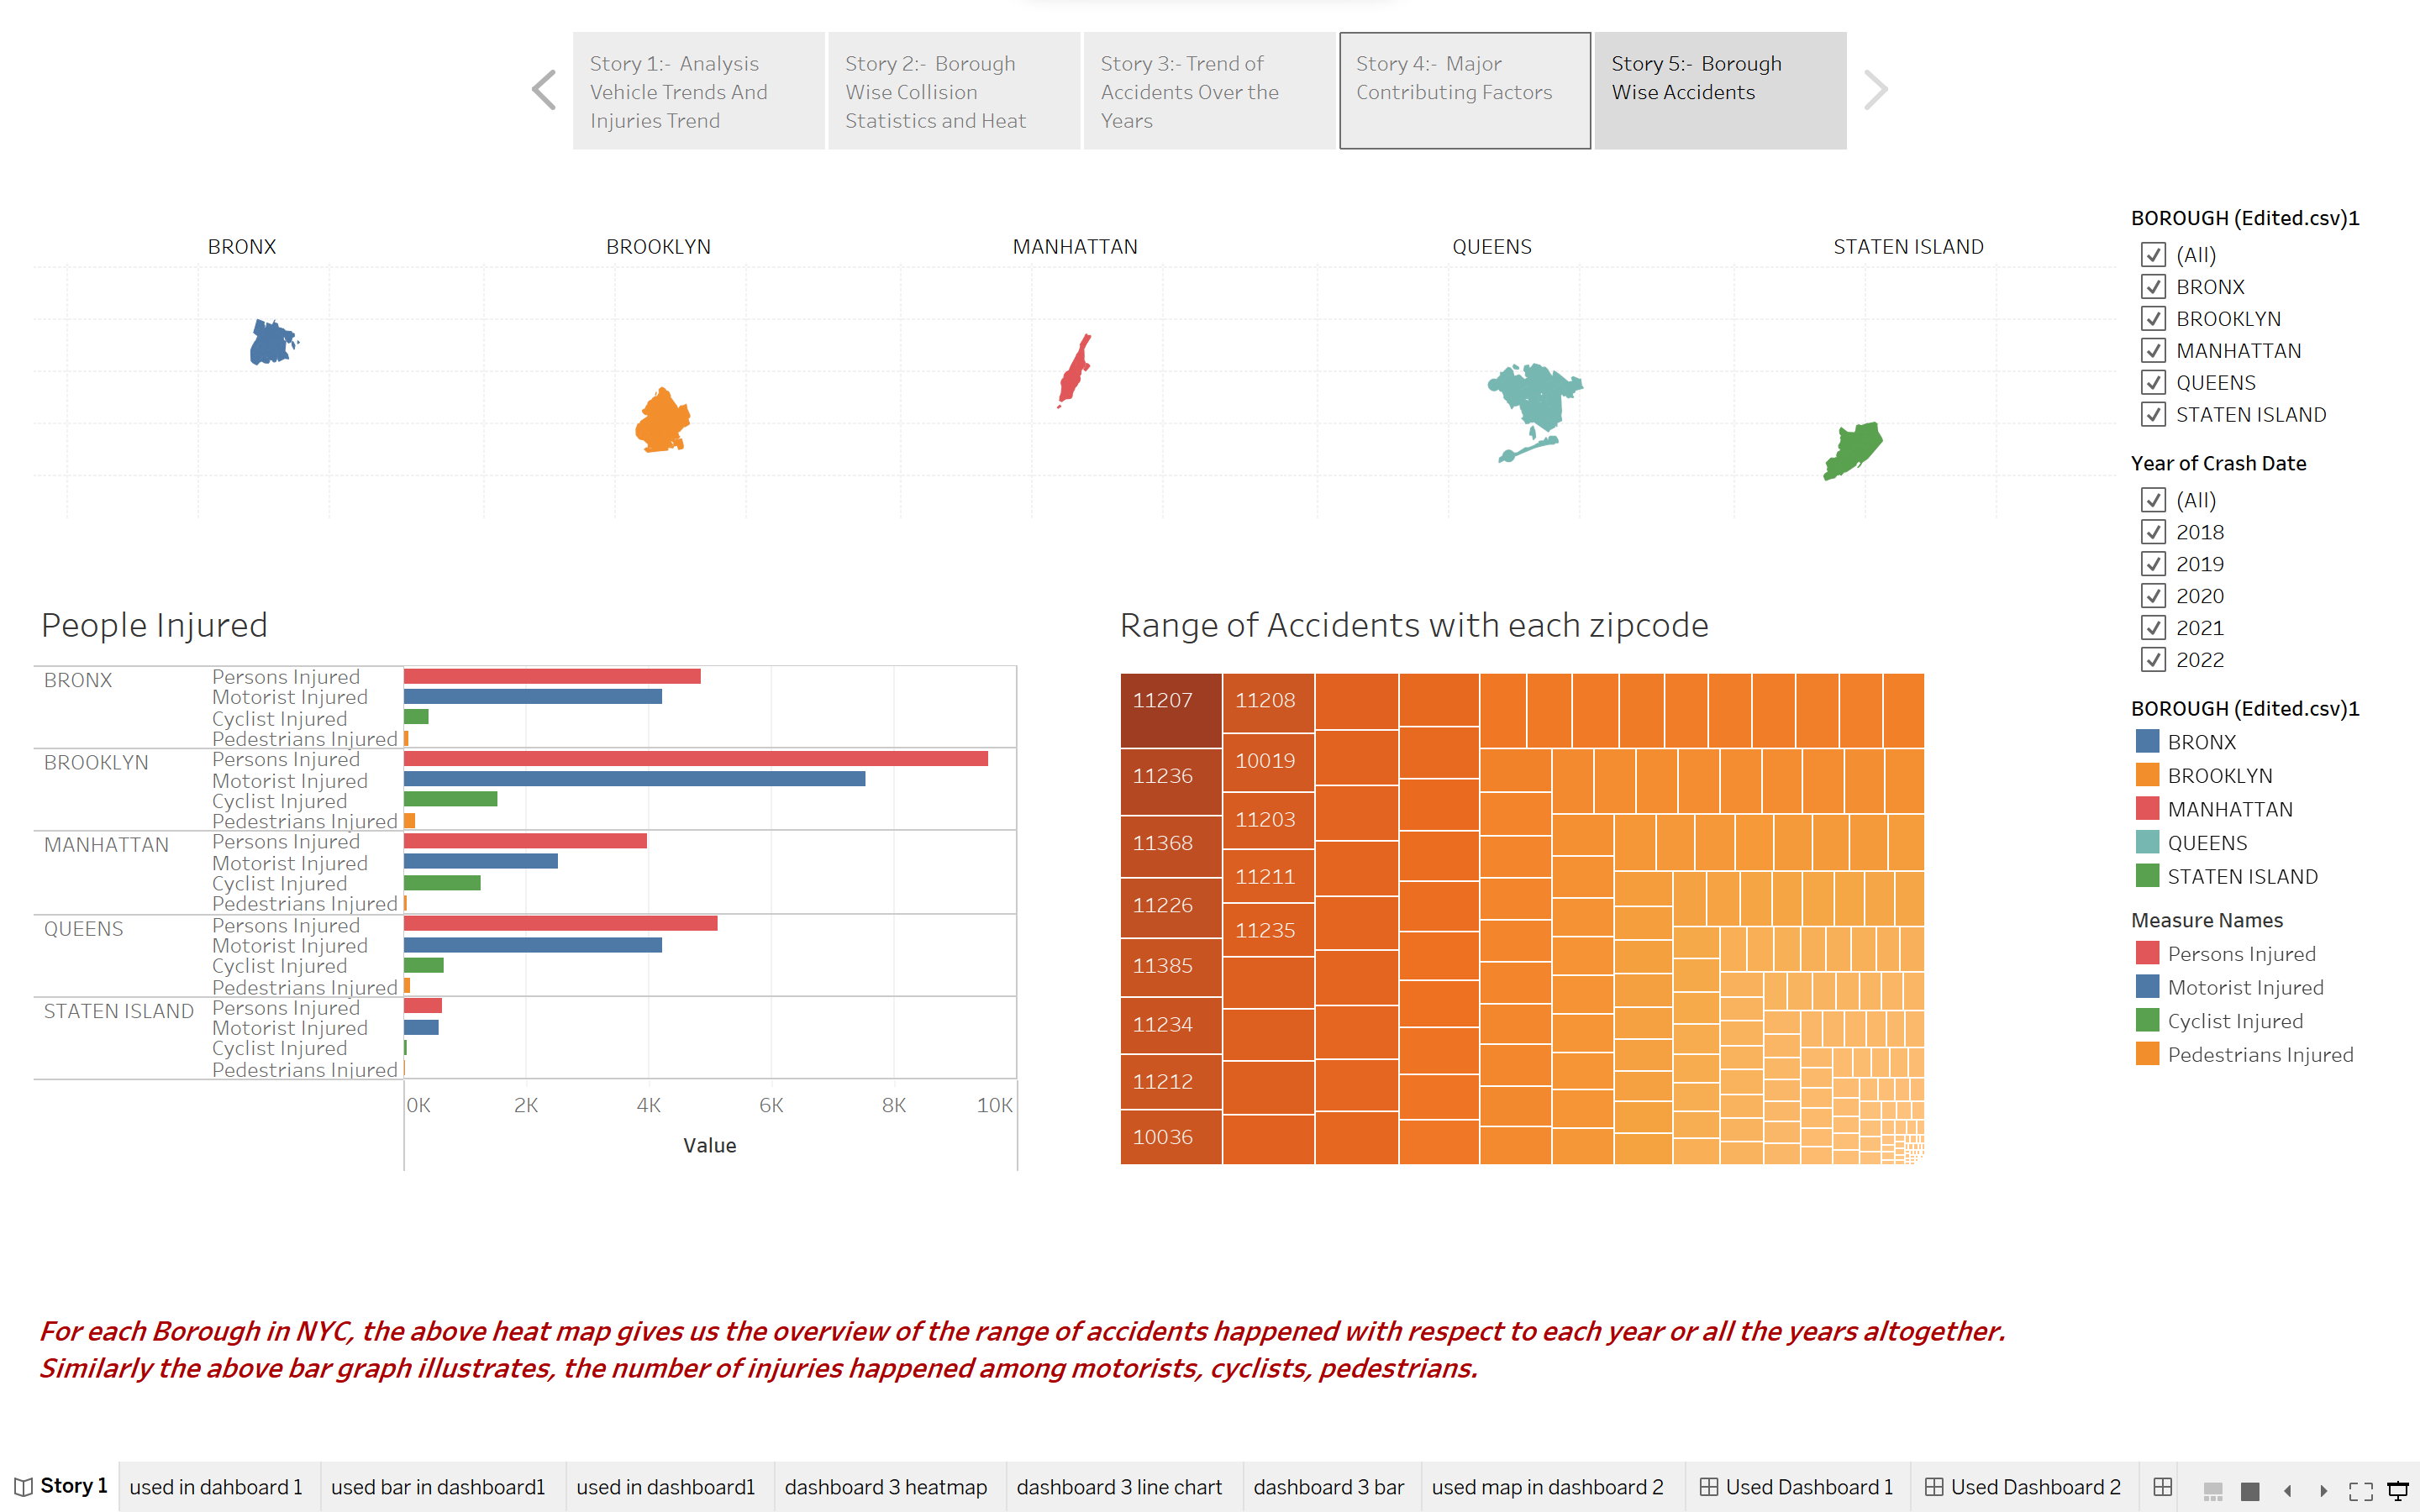 Story 1:-  Analysis
Vehicle Trends And
Injuries Trend
Story 2:-  Borough
Wise Collision
Statistics and Heat
Story 3:- Trend of
Accidents Over the
Years
Story 4:-  Major
Contributing Factors
Story 5:-  Borough
Wise Accidents
BRONX
BROOKLYN
MANHATTAN
QUEENS
STATEN ISLAND
BOROUGH (Edited.csv)1
(All)
BRONX
BROOKLYN
MANHATTAN
QUEENS
STATEN ISLAND
Year of Crash Date
(All)
2018
2019
2020
2021
2022
BOROUGH (Edited.csv)1
BRONX
BROOKLYN
MANHATTAN
QUEENS
STATEN ISLAND
Measure Names
Persons Injured
Motorist Injured
Cyclist Injured
Pedestrians Injured
People Injured
BRONX
Persons Injured
Motorist Injured
Cyclist Injured
Pedestrians Injured
BROOKLYN
Persons Injured
Motorist Injured
Cyclist Injured
Pedestrians Injured
MANHATTAN
Persons Injured
Motorist Injured
Cyclist Injured
Pedestrians Injured
QUEENS
Persons Injured
Motorist Injured
Cyclist Injured
Pedestrians Injured
STATEN ISLAND
Persons Injured
Motorist Injured
Cyclist Injured
Pedestrians Injured
0K 2K 4K 6K 8K 10K
Value
Range of Accidents with each zipcode
11207
11236
11368
11226
11385
11234
11212
10036
11208
10019
11203
11211
11235
For each Borough in NYC, the above heat map gives us the overview of the range of accidents happened with respect to each year or all the years altogether.
Similarly the above bar graph illustrates, the number of injuries happened among motorists, cyclists, pedestrians.
Story 1
used in dahboard 1
used bar in dashboard1
used in dashboard1
dashboard 3 heatmap
dashboard 3 line chart
dashboard 3 bar
used map in dashboard 2
Used Dashboard 1
Used Dashboard 2